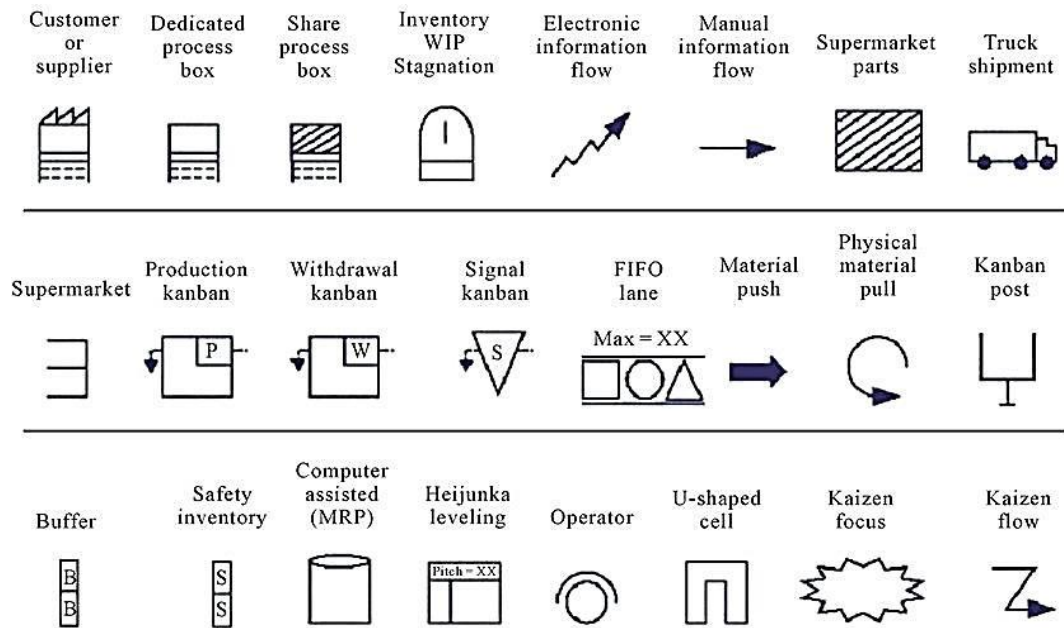 Customer
or
supplier
Dedicated
process
box
Share
process
box
Inventory
WIP
Stagnation
Electronic
information
flow
Manual
information
flow
Supermarket
parts
Truck
shipment
I
Supermarket
Production
kanban
Withdrawal
kanban
Signal
kanban
FIFO
lane
Material
push
Physical
material
pull
Kanban
post
P
W
S
Max = XX
Buffer
Safety
inventory
Computer
assisted
(MRP)
Heijunka
leveling
Operator
U-shaped
cell
Kaizen
focus
Kaizen
flow
B
B
S
S
Pitch = XX